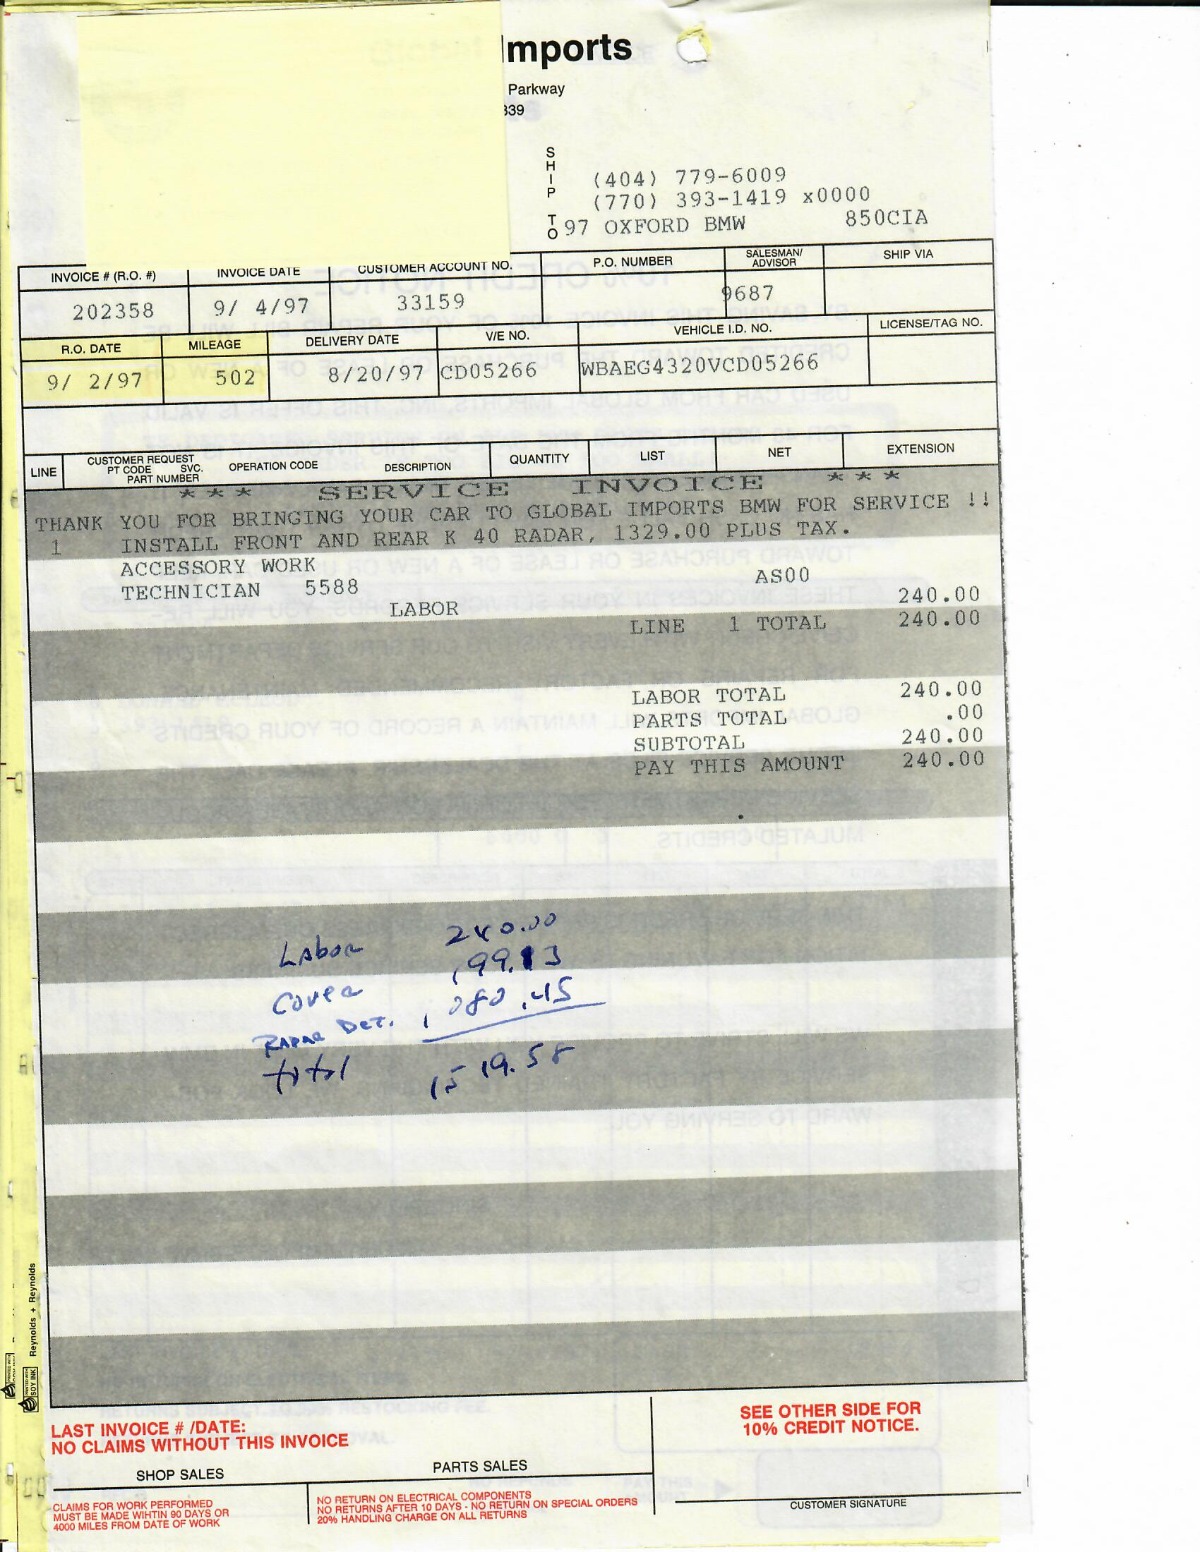 Imports
Parkway
339
SHIP TO
(404) 779-6009
(770) 393-1419 x0000
97 OXFORD BMW 850CIA
INVOICE # (R.O. #) INVOICE DATE CUSTOMER ACCOUNT NO. P.O. NUMBER SALESMAN/ADVISOR SHIP VIA
202358 9/ 4/97 33159 9687
R.O. DATE MILEAGE DELIVERY DATE V/E NO. VEHICLE I.D. NO. LICENSE/TAG NO.
9/ 2/97 502 8/20/97 CD05266 WBAEG4320VCD05266
LINE CUSTOMER REQUEST PT CODE SVC. PART NUMBER OPERATION CODE DESCRIPTION QUANTITY LIST NET EXTENSION
* * * SERVICE INVOICE * * *
THANK YOU FOR BRINGING YOUR CAR TO GLOBAL IMPORTS BMW FOR SERVICE !!
1 INSTALL FRONT AND REAR K 40 RADAR, 1329.00 PLUS TAX.
ACCESSORY WORK
TECHNICIAN 5588 AS00
LABOR 240.00
LINE 1 TOTAL 240.00
LABOR TOTAL 240.00
PARTS TOTAL .00
SUBTOTAL 240.00
PAY THIS AMOUNT 240.00
Labor 240.00
Cover 199.13
Radar Det. 1,080.45
total 1519.58
Reynolds + Reynolds
PRINTED WITH SOY INK
LAST INVOICE # /DATE:
NO CLAIMS WITHOUT THIS INVOICE
SEE OTHER SIDE FOR
10% CREDIT NOTICE.
SHOP SALES PARTS SALES
CLAIMS FOR WORK PERFORMED
MUST BE MADE WIHTIN 90 DAYS OR
4000 MILES FROM DATE OF WORK
NO RETURN ON ELECTRICAL COMPONENTS
NO RETURNS AFTER 10 DAYS - NO RETURN ON SPECIAL ORDERS
20% HANDLING CHARGE ON ALL RETURNS
CUSTOMER SIGNATURE